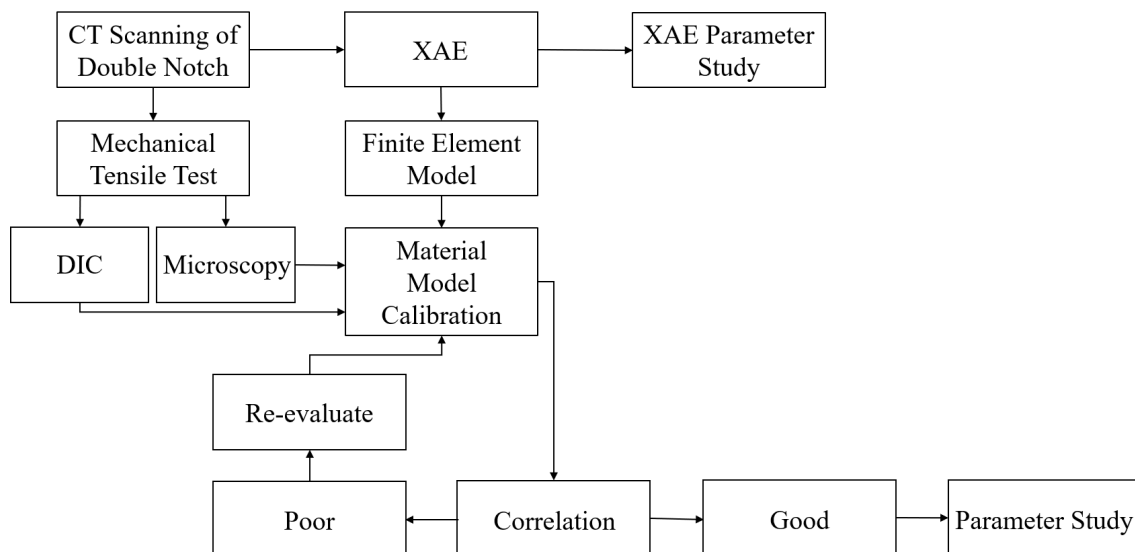 CT Scanning of
Double Notch
XAE
XAE Parameter
Study
Mechanical
Tensile Test
Finite Element
Model
DIC
Microscopy
Material
Model
Calibration
Re-evaluate
Poor
Correlation
Good
Parameter Study